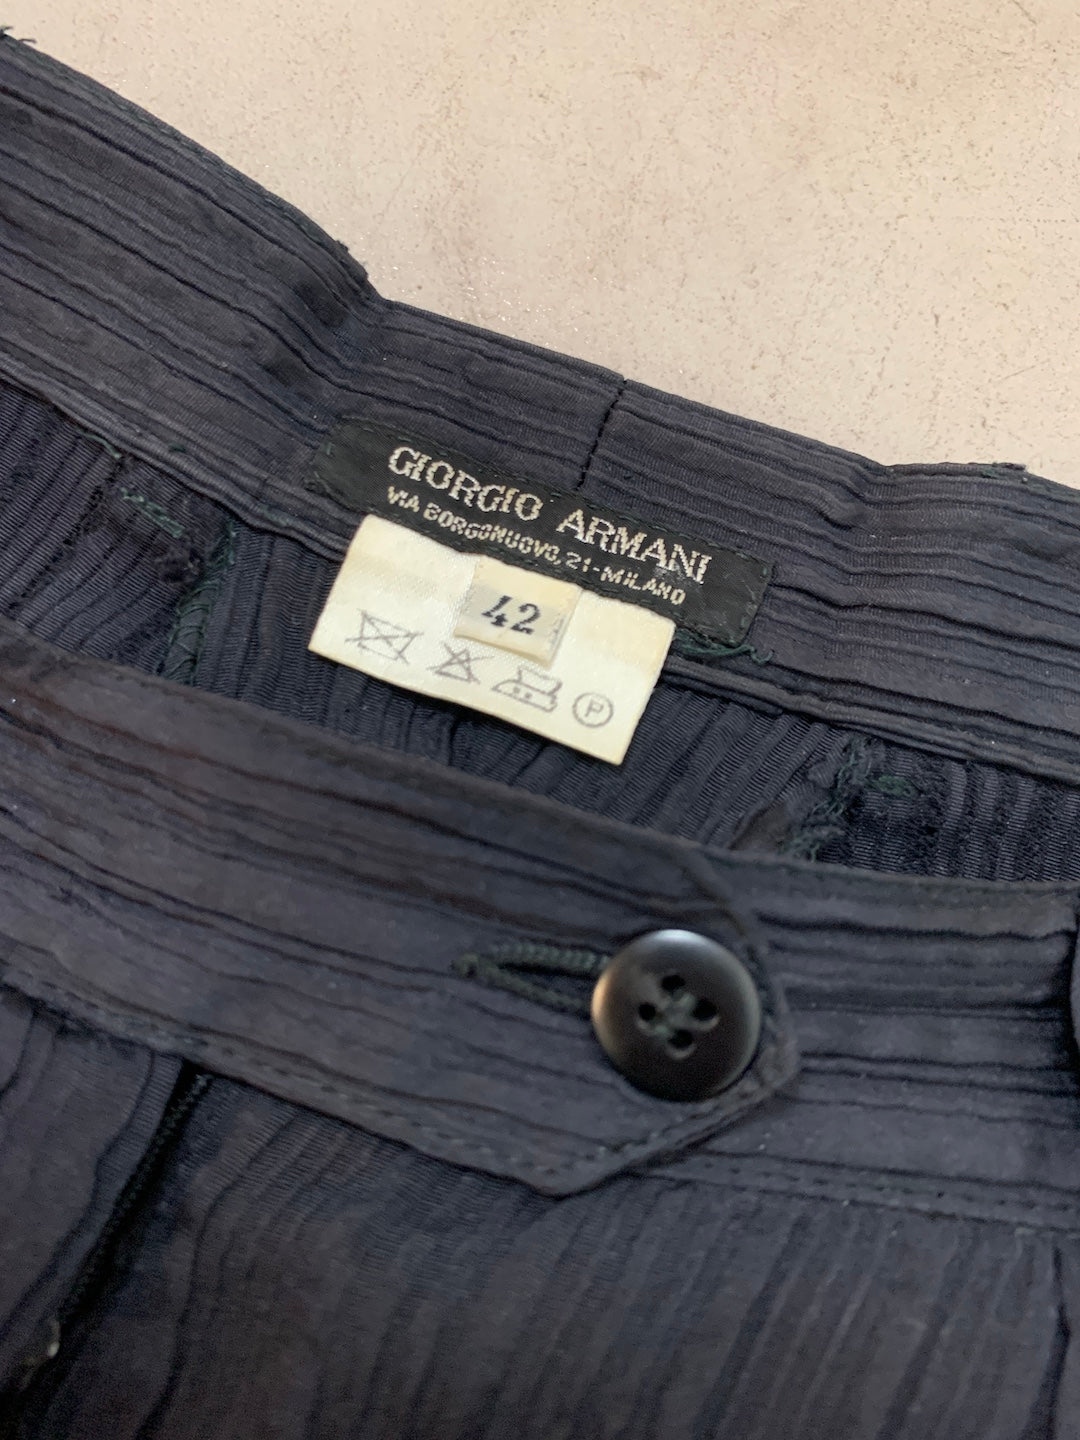 GIORGIO ARMANI
VIA BORGONUOVO, 21-MILANO
42
P